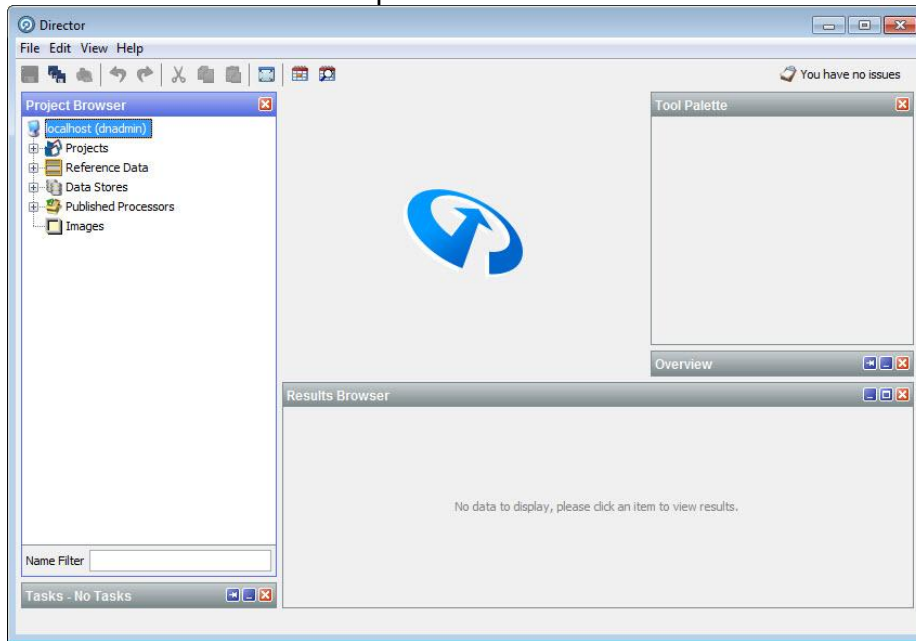 Director
File Edit View Help
You have no issues
Project Browser
localhost (dnadmin)
Projects
Reference Data
Data Stores
Published Processors
Images
Name Filter
Tasks - No Tasks
Tool Palette
Overview
Results Browser
No data to display, please click an item to view results.